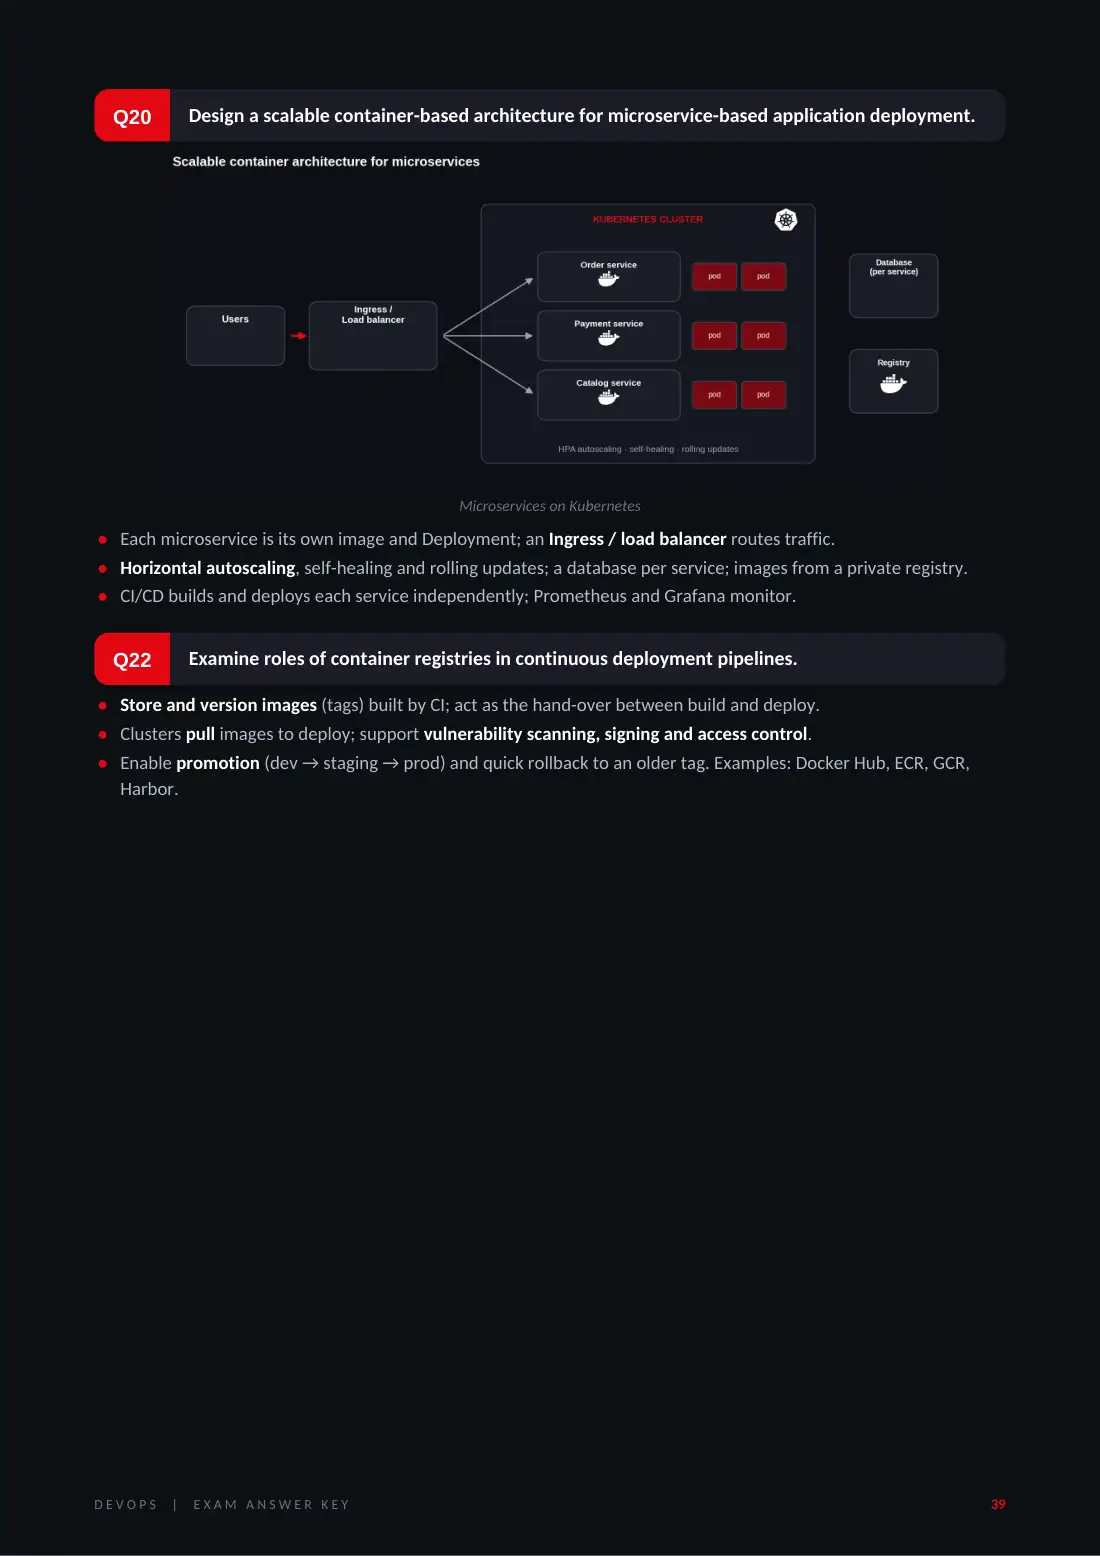 Q20 Design a scalable container-based architecture for microservice-based application deployment.
Scalable container architecture for microservices
KUBERNETES CLUSTER
Users
Ingress /
Load balancer
Order service
pod pod
Payment service
pod pod
Catalog service
pod pod
HPA autoscaling · self-healing · rolling updates
Database
(per service)
Registry
Microservices on Kubernetes
• Each microservice is its own image and Deployment; an Ingress / load balancer routes traffic.
• Horizontal autoscaling, self-healing and rolling updates; a database per service; images from a private registry.
• CI/CD builds and deploys each service independently; Prometheus and Grafana monitor.
Q22 Examine roles of container registries in continuous deployment pipelines.
• Store and version images (tags) built by CI; act as the hand-over between build and deploy.
• Clusters pull images to deploy; support vulnerability scanning, signing and access control.
• Enable promotion (dev → staging → prod) and quick rollback to an older tag. Examples: Docker Hub, ECR, GCR,
Harbor.
DEVOPS | EXAM ANSWER KEY 39